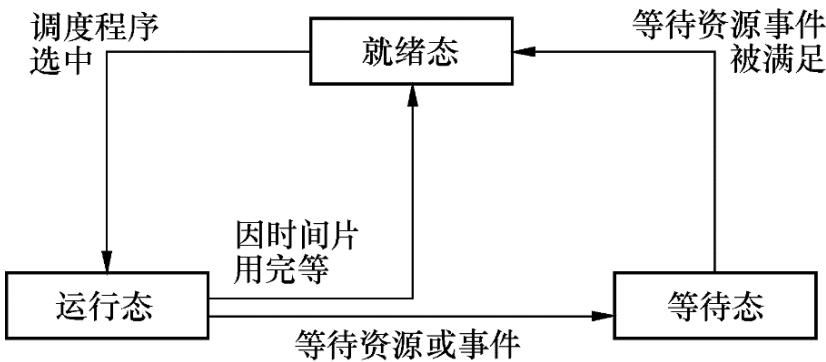 调度程序
选中
就绪态
等待资源事件
被满足
因时间片
用完等
运行态
等待态
等待资源或事件